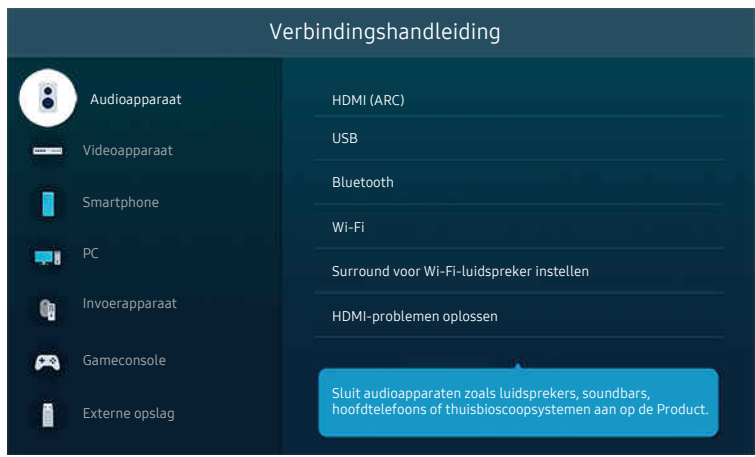 Verbindingshandleiding
Audioapparaat
Videoapparaat
Smartphone
PC
Invoerapparaat
Gameconsole
Externe opslag
HDMI (ARC)
USB
Bluetooth
Wi-Fi
Surround voor Wi-Fi-luidspreker instellen
HDMI-problemen oplossen
Sluit audioapparaten zoals luidsprekers, soundbars,
hoofdtelefoons of thuisbioscoopsystemen aan op de Product.